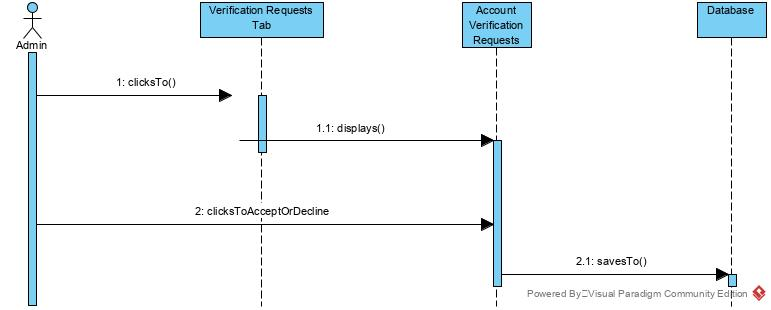 Verification Requests
Tab
Account
Verification
Requests
Database
Admin
1: clicksTo()
1.1: displays()
2: clicksToAcceptOrDecline
2.1: savesTo()
Powered By Visual Paradigm Community Edition